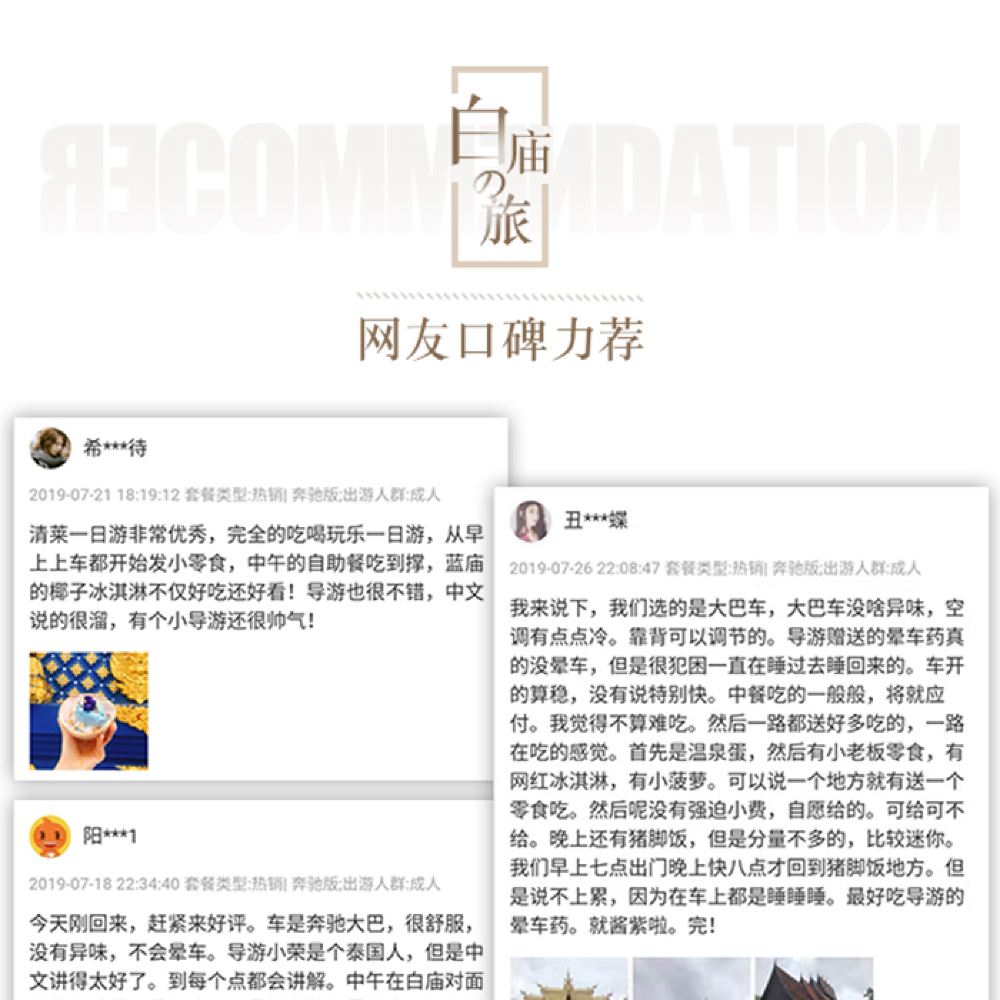 RECOMMENDATION
白庙
の旅
网友口碑力荐
希***待
2019-07-21 18:19:12 套餐类型:热销| 奔驰版;出游人群:成人
清莱一日游非常优秀，完全的吃喝玩乐一日游，从早
上上车都开始发小零食，中午的自助餐吃到撑，蓝庙
的椰子冰淇淋不仅好吃还好看！导游也很不错，中文
说的很溜，有个小导游还很帅气！
阳***1
2019-07-18 22:34:40 套餐类型:热销| 奔驰版;出游人群:成人
今天刚回来，赶紧来好评。车是奔驰大巴，很舒服，
没有异味，不会晕车。导游小荣是个泰国人，但是中
文讲得太好了。到每个点都会讲解。中午在白庙对面
丑***蝶
2019-07-26 22:08:47 套餐类型:热销| 奔驰版;出游人群:成人
我来说下，我们选的是大巴车，大巴车没啥异味，空
调有点点冷。靠背可以调节的。导游赠送的晕车药真
的没晕车，但是很犯困一直在睡过去睡回来的。车开
的算稳，没有说特别快。中餐吃的一般般，将就应
付。我觉得不算难吃。然后一路都送好多吃的，一路
在吃的感觉。首先是温泉蛋，然后有小老板零食，有
网红冰淇淋，有小菠萝。可以说一个地方就有送一个
零食吃。然后呢没有强迫小费，自愿给的。可给可不
给。晚上还有猪脚饭，但是分量不多的，比较迷你。
我们早上七点出门晚上快八点才回到猪脚饭地方。但
是说不上累，因为在车上都是睡睡睡。最好吃导游的
晕车药。就酱紫啦。完！